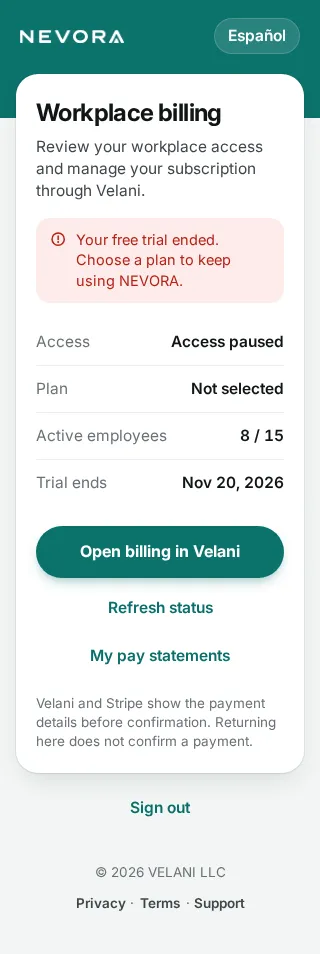 NEVORA
Español
Workplace billing
Review your workplace access
and manage your subscription
through Velani.
Your free trial ended.
Choose a plan to keep
using NEVORA.
Access Access paused
Plan Not selected
Active employees 8 / 15
Trial ends Nov 20, 2026
Open billing in Velani
Refresh status
My pay statements
Velani and Stripe show the payment
details before confirmation. Returning
here does not confirm a payment.
Sign out
© 2026 VELANI LLC
Privacy · Terms · Support